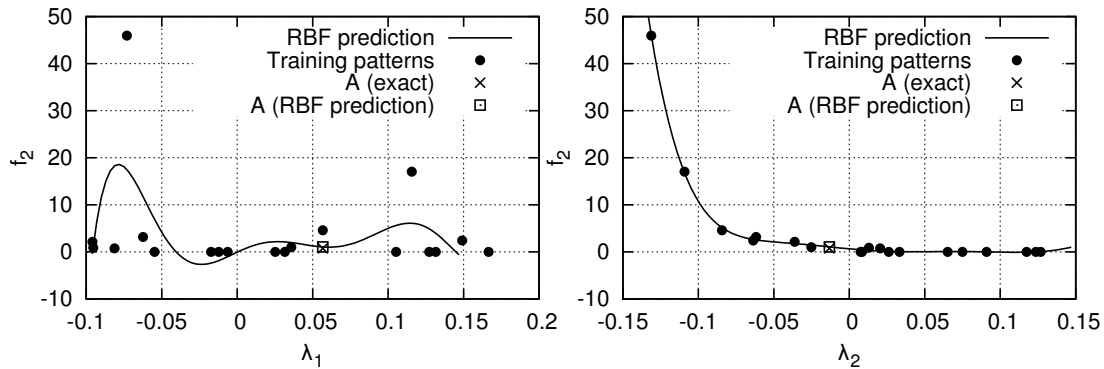 50
40
30
20
10
0
-10
f2
-0.1
-0.05
0
0.05
0.1
0.15
0.2
λ1
RBF prediction
Training patterns
A (exact)
A (RBF prediction)
50
40
30
20
10
0
-10
f2
-0.15
-0.1
-0.05
0
0.05
0.1
0.15
λ2
RBF prediction
Training patterns
A (exact)
A (RBF prediction)